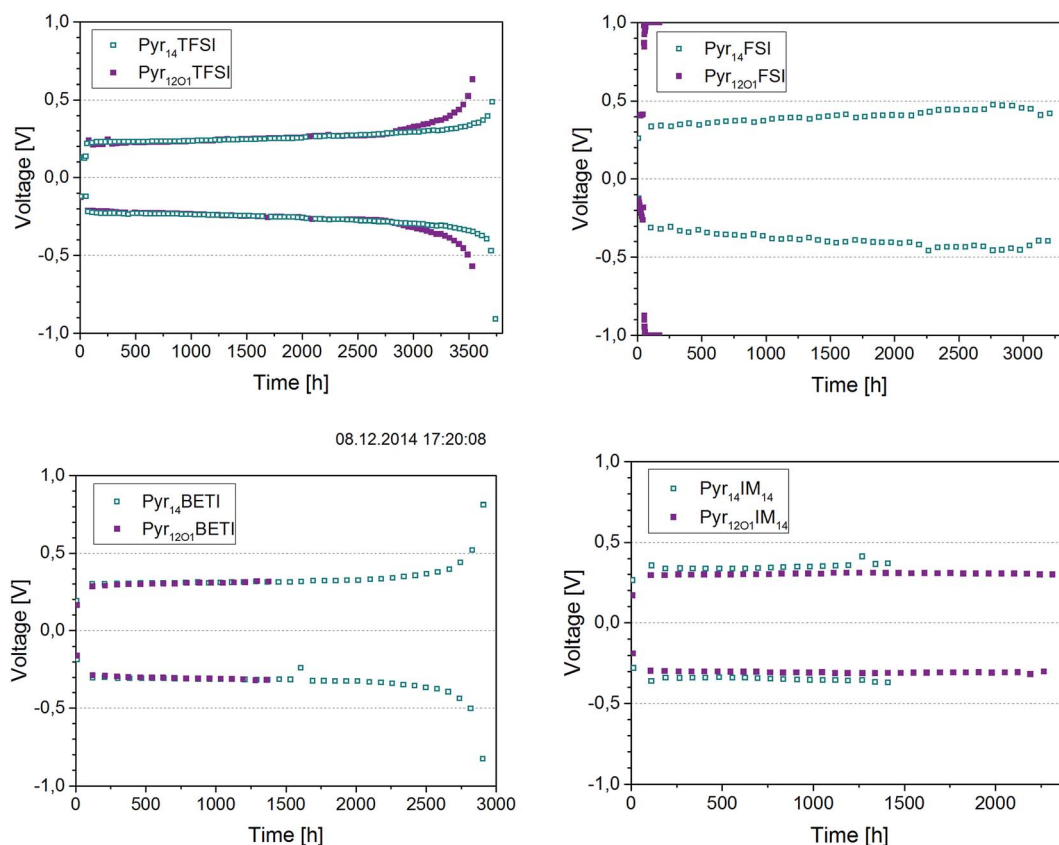 1,0
0,5
0,0
-0,5
-1,0
Voltage [V]
Pyr₁₄TFSI
Pyr₁₂O₁TFSI
0 500 1000 1500 2000 2500 3000 3500
Time [h]
1,0
0,5
0,0
-0,5
-1,0
Voltage [V]
Pyr₁₄FSI
Pyr₁₂O₁FSI
0 500 1000 1500 2000 2500 3000
Time [h]
08.12.2014 17:20:08
1,0
0,5
0,0
-0,5
-1,0
Voltage [V]
Pyr₁₄BETI
Pyr₁₂O₁BETI
0 500 1000 1500 2000 2500 3000
Time [h]
1,0
0,5
0,0
-0,5
-1,0
Voltage [V]
Pyr₁₄IM₁₄
Pyr₁₂O₁IM₁₄
0 500 1000 1500 2000
Time [h]